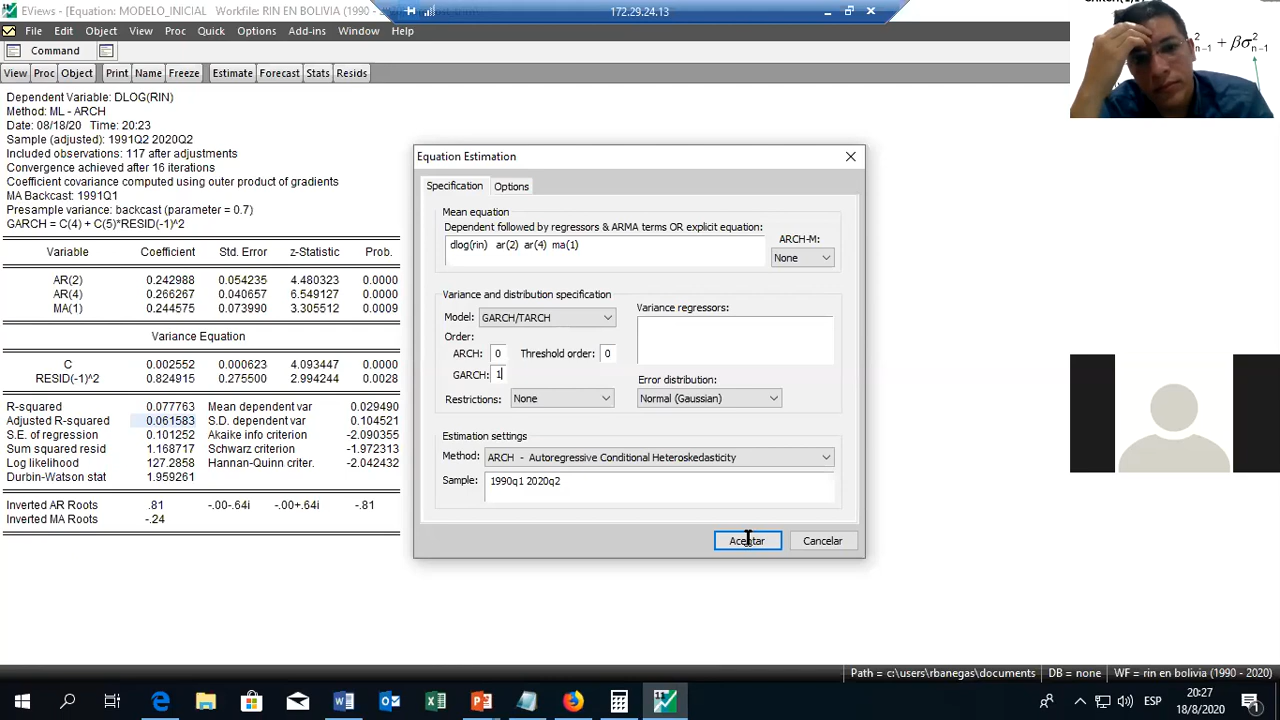 EViews - [Equation: MODELO_INICIAL Workfile: RIN EN BOLIVIA (1990 - 20
172.29.24.13
File Edit Object View Proc Quick Options Add-ins Window Help
Command
View Proc Object Print Name Freeze Estimate Forecast Stats Resids
Dependent Variable: DLOG(RIN)
Method: ML - ARCH
Date: 08/18/20 Time: 20:23
Sample (adjusted): 1991Q2 2020Q2
Included observations: 117 after adjustments
Convergence achieved after 16 iterations
Coefficient covariance computed using outer product of gradients
MA Backcast: 1991Q1
Presample variance: backcast (parameter = 0.7)
GARCH = C(4) + C(5)*RESID(-1)^2
Variable Coefficient Std. Error z-Statistic Prob.
AR(2) 0.242988 0.054235 4.480323 0.0000
AR(4) 0.266267 0.040657 6.549127 0.0000
MA(1) 0.244575 0.073990 3.305512 0.0009
Variance Equation
C 0.002552 0.000623 4.093447 0.0000
RESID(-1)^2 0.824915 0.275500 2.994244 0.0028
R-squared 0.077763 Mean dependent var 0.029490
Adjusted R-squared 0.061583 S.D. dependent var 0.104521
S.E. of regression 0.101252 Akaike info criterion -2.090355
Sum squared resid 1.168717 Schwarz criterion -1.972313
Log likelihood 127.2858 Hannan-Quinn criter. -2.042432
Durbin-Watson stat 1.959261
Inverted AR Roots .81 -.00-.64i -.00+.64i -.81
Inverted MA Roots -.24
Equation Estimation
Specification Options
Mean equation
Dependent followed by regressors & ARMA terms OR explicit equation:
dlog(rin) ar(2) ar(4) ma(1)
ARCH-M:
None
Variance and distribution specification
Model: GARCH/TARCH
Order:
ARCH: 0 Threshold order: 0
GARCH: 1
Restrictions: None
Variance regressors:
Error distribution:
Normal (Gaussian)
Estimation settings
Method: ARCH - Autoregressive Conditional Heteroskedasticity
Sample: 1990q1 2020q2
Aceptar Cancelar
²ₙ₋₁ + βσ²ₙ₋₁
Path = c:\users\rbanegas\documents DB = none WF = rin en bolivia (1990 - 2020)
ESP
20:27
18/8/2020
1